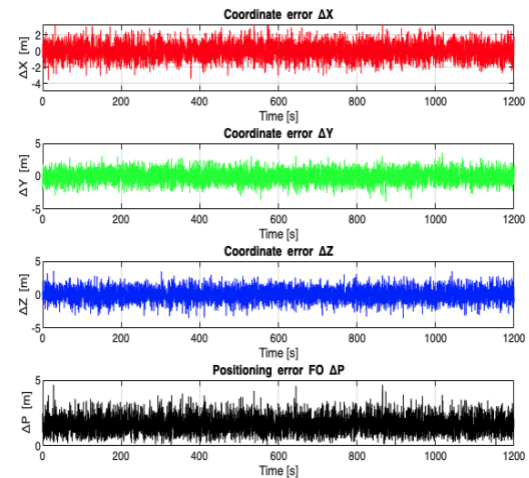 Coordinate error ΔX
ΔX [m]
2
0
-2
-4
0 200 400 600 800 1000 1200
Time [s]
Coordinate error ΔY
ΔY [m]
5
0
-5
0 200 400 600 800 1000 1200
Time [s]
Coordinate error ΔZ
ΔZ [m]
5
0
-5
0 200 400 600 800 1000 1200
Time [s]
Positioning error FO ΔP
ΔP [m]
5
0
0 200 400 600 800 1000 1200
Time [s]